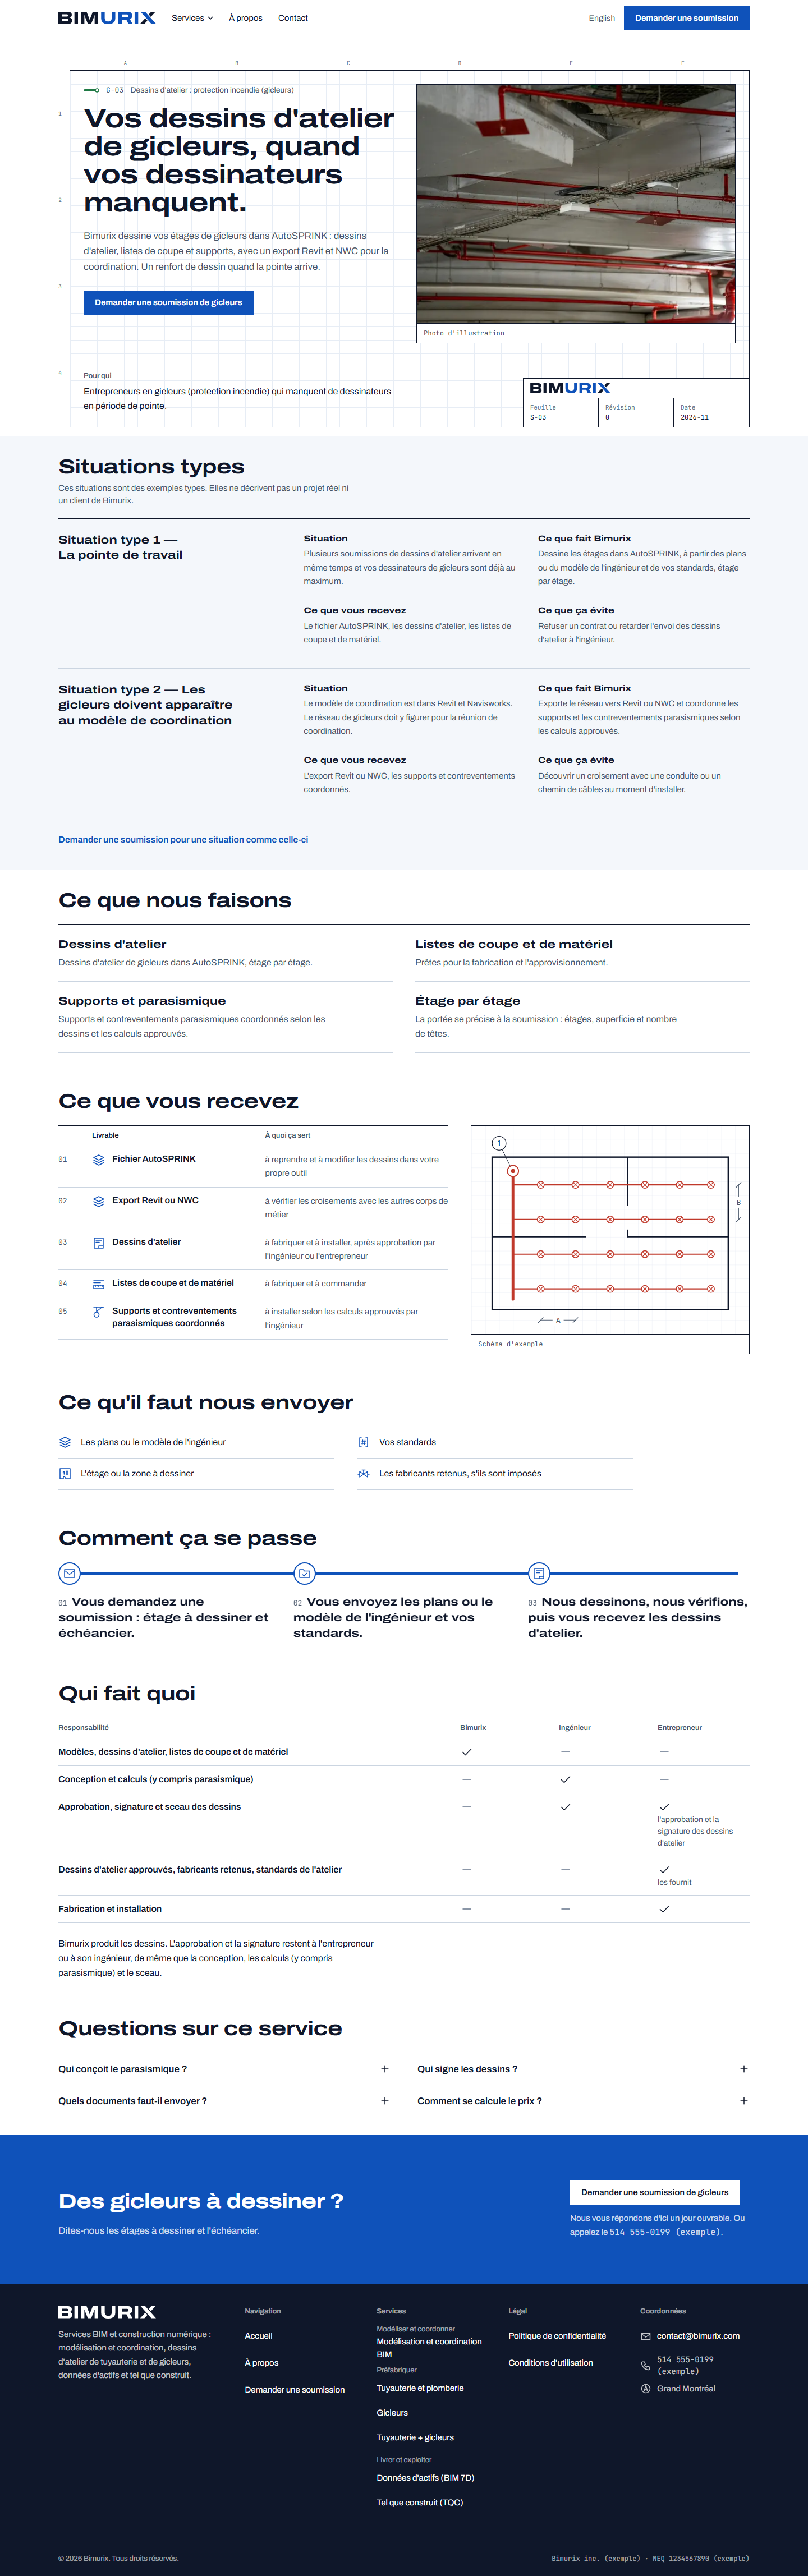 BIMURIX
Services
À propos
Contact
English
Demander une soumission
A B C D E F
1
2
3
4
G-03 Dessins d'atelier : protection incendie (gicleurs)
Vos dessins d'atelier
de gicleurs, quand
vos dessinateurs
manquent.
Bimurix dessine vos étages de gicleurs dans AutoSPRINK : dessins
d'atelier, listes de coupe et supports, avec un export Revit et NWC pour la
coordination. Un renfort de dessin quand la pointe arrive.
Demander une soumission de gicleurs
Photo d'illustration
Pour qui
Entrepreneurs en gicleurs (protection incendie) qui manquent de dessinateurs
en période de pointe.
BIMURIX
Feuille
S-03
Révision
0
Date
2026-11
Situations types
Ces situations sont des exemples types. Elles ne décrivent pas un projet réel ni
un client de Bimurix.
Situation type 1 —
La pointe de travail
Situation
Plusieurs soumissions de dessins d'atelier arrivent en
même temps et vos dessinateurs de gicleurs sont déjà au
maximum.
Ce que fait Bimurix
Dessine les étages dans AutoSPRINK, à partir des plans
ou du modèle de l'ingénieur et de vos standards, étage
par étage.
Ce que vous recevez
Le fichier AutoSPRINK, les dessins d'atelier, les listes de
coupe et de matériel.
Ce que ça évite
Refuser un contrat ou retarder l'envoi des dessins
d'atelier à l'ingénieur.
Situation type 2 — Les
gicleurs doivent apparaître
au modèle de coordination
Situation
Le modèle de coordination est dans Revit et Navisworks.
Le réseau de gicleurs doit y figurer pour la réunion de
coordination.
Ce que fait Bimurix
Exporte le réseau vers Revit ou NWC et coordonne les
supports et les contreventements parasismiques selon
les calculs approuvés.
Ce que vous recevez
L'export Revit ou NWC, les supports et contreventements
coordonnés.
Ce que ça évite
Découvrir un croisement avec une conduite ou un
chemin de câbles au moment d'installer.
Demander une soumission pour une situation comme celle-ci
Ce que nous faisons
Dessins d'atelier
Dessins d'atelier de gicleurs dans AutoSPRINK, étage par étage.
Listes de coupe et de matériel
Prêtes pour la fabrication et l'approvisionnement.
Supports et parasismique
Supports et contreventements parasismiques coordonnés selon les
dessins et les calculs approuvés.
Étage par étage
La portée se précise à la soumission : étages, superficie et nombre
de têtes.
Ce que vous recevez
Livrable
À quoi ça sert
01 Fichier AutoSPRINK
à reprendre et à modifier les dessins dans votre
propre outil
02 Export Revit ou NWC
à vérifier les croisements avec les autres corps de
métier
03 Dessins d'atelier
à fabriquer et à installer, après approbation par
l'ingénieur ou l'entrepreneur
04 Listes de coupe et de matériel
à fabriquer et à commander
05 Supports et contreventements
parasismiques coordonnés
à installer selon les calculs approuvés par
l'ingénieur
1
B
A
Schéma d'exemple
Ce qu'il faut nous envoyer
Les plans ou le modèle de l'ingénieur
Vos standards
L'étage ou la zone à dessiner
Les fabricants retenus, s'ils sont imposés
Comment ça se passe
01 Vous demandez une
soumission : étage à dessiner et
échéancier.
02 Vous envoyez les plans ou le
modèle de l'ingénieur et vos
standards.
03 Nous dessinons, nous vérifions,
puis vous recevez les dessins
d'atelier.
Qui fait quoi
Responsabilité
Bimurix
Ingénieur
Entrepreneur
Modèles, dessins d'atelier, listes de coupe et de matériel
Conception et calculs (y compris parasismique)
Approbation, signature et sceau des dessins
l'approbation et la
signature des dessins
d'atelier
Dessins d'atelier approuvés, fabricants retenus, standards de l'atelier
les fournit
Fabrication et installation
Bimurix produit les dessins. L'approbation et la signature restent à l'entrepreneur
ou à son ingénieur, de même que la conception, les calculs (y compris
parasismique) et le sceau.
Questions sur ce service
Qui conçoit le parasismique ?
Qui signe les dessins ?
Quels documents faut-il envoyer ?
Comment se calcule le prix ?
Des gicleurs à dessiner ?
Dites-nous les étages à dessiner et l'échéancier.
Demander une soumission de gicleurs
Nous vous répondons d'ici un jour ouvrable. Ou
appelez le 514 555-0199 (exemple).
BIMURIX
Services BIM et construction numérique :
modélisation et coordination, dessins
d'atelier de tuyauterie et de gicleurs,
données d'actifs et tel que construit.
Navigation
Accueil
À propos
Demander une soumission
Services
Modéliser et coordonner
Modélisation et coordination
BIM
Préfabriquer
Tuyauterie et plomberie
Gicleurs
Tuyauterie + gicleurs
Livrer et exploiter
Données d'actifs (BIM 7D)
Tel que construit (TQC)
Légal
Politique de confidentialité
Conditions d'utilisation
Coordonnées
contact@bimurix.com
514 555-0199
(exemple)
Grand Montréal
© 2026 Bimurix. Tous droits réservés.
Bimurix inc. (exemple) · NEQ 1234567890 (exemple)